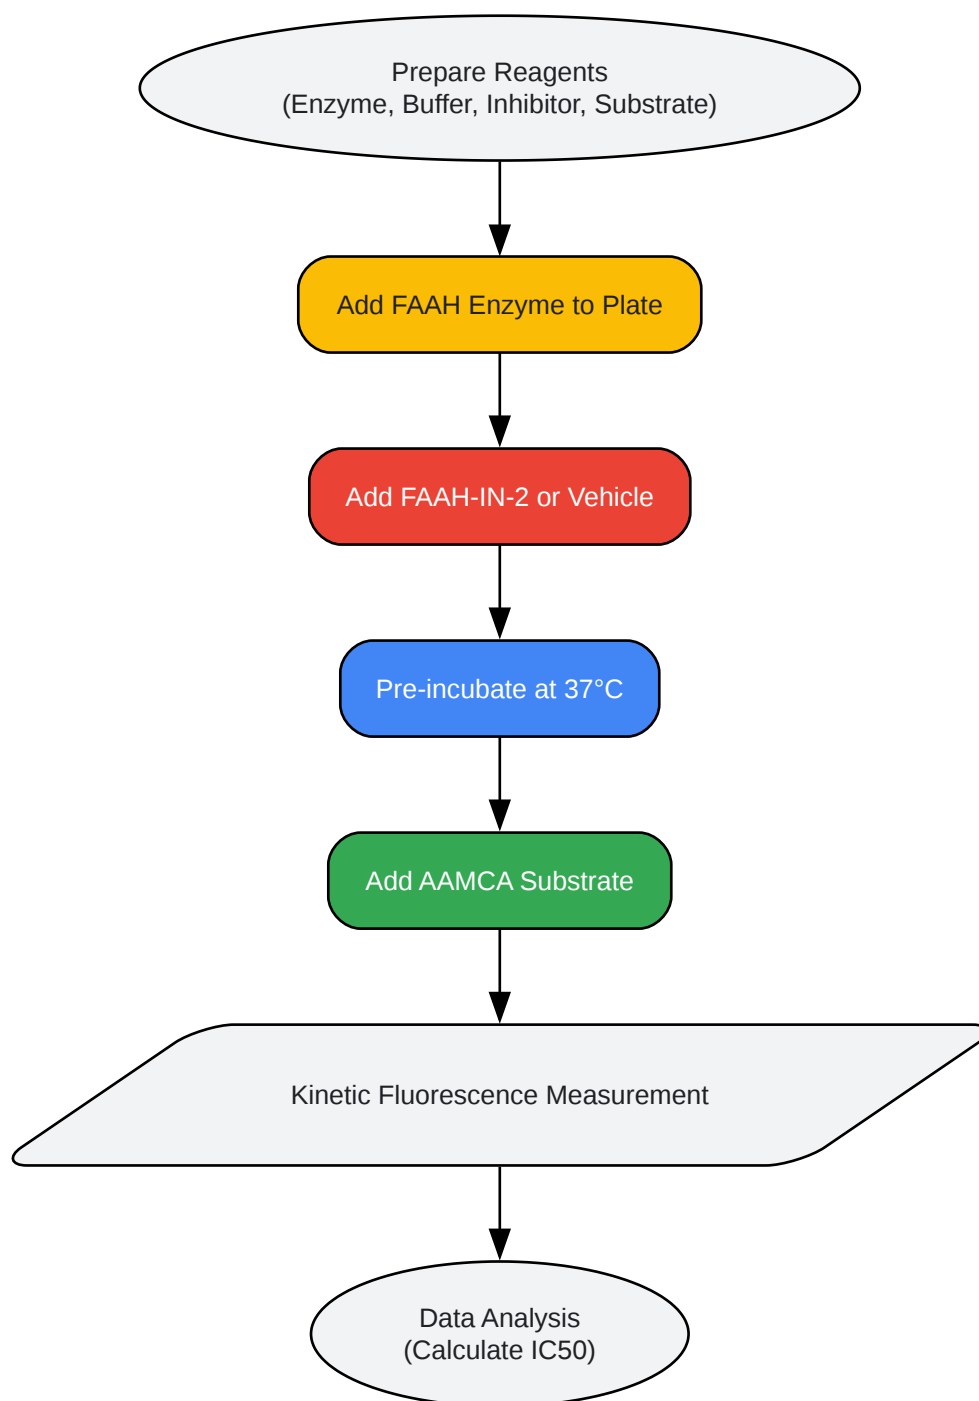 Prepare Reagents
(Enzyme, Buffer, Inhibitor, Substrate)
Add FAAH Enzyme to Plate
Add FAAH-IN-2 or Vehicle
Pre-incubate at 37°C
Add AAMCA Substrate
Kinetic Fluorescence Measurement
Data Analysis
(Calculate IC50)